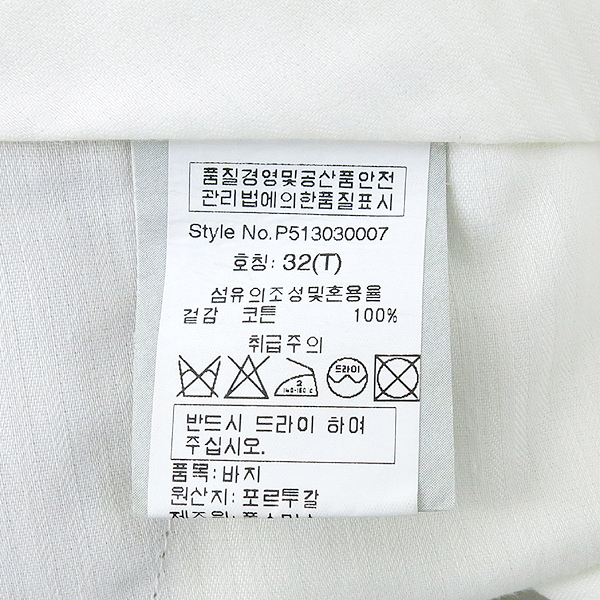 품질경영및공산품안전
관리법에의한품질표시
Style No.P513030007
호칭: 32(T)
섬유의조성및혼용율
겉감 코튼 100%
취급주의
2
140-160℃
드라이
반드시 드라이 하여
주십시오.
품목:바지
원산지:포르투갈